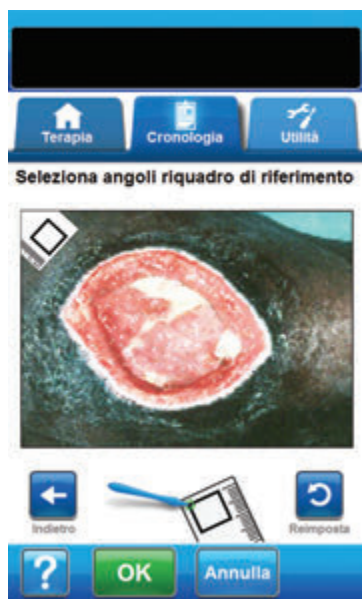 Terapia
Cronologia
Utilità
Seleziona angoli riquadro di riferimento
Indietro
Reimposta
?
OK
Annulla